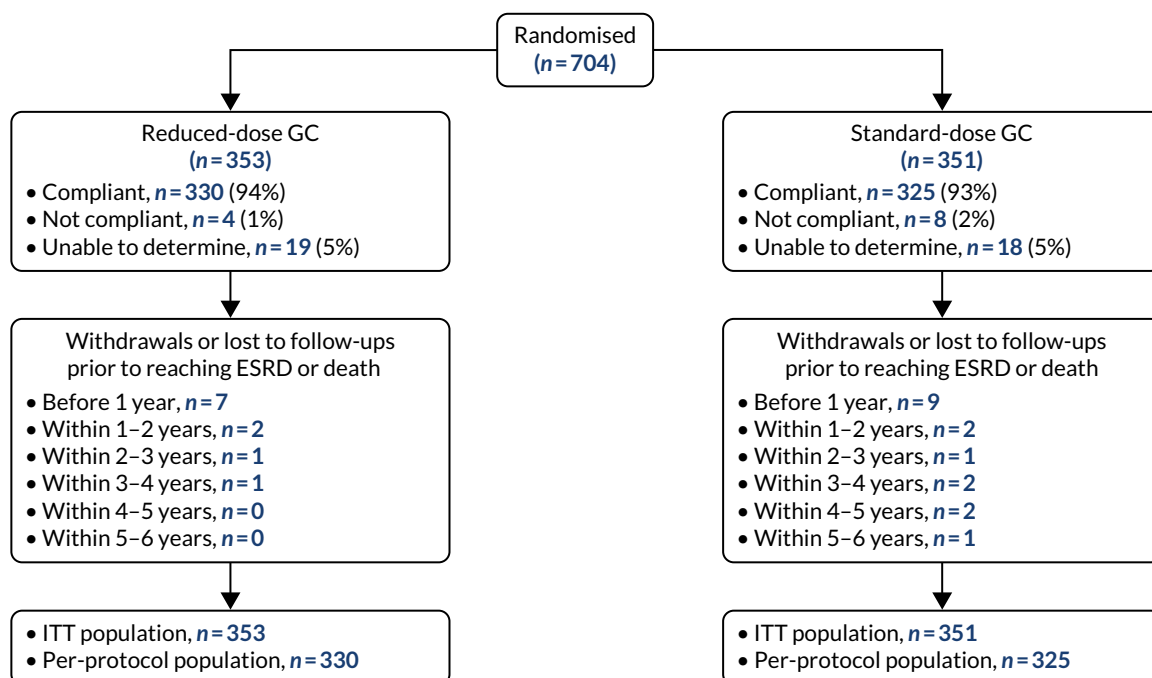 Randomised
(n=704)
Reduced-dose GC
(n=353)
• Compliant, n=330 (94%)
• Not compliant, n=4 (1%)
• Unable to determine, n=19 (5%)
Standard-dose GC
(n=351)
• Compliant, n=325 (93%)
• Not compliant, n=8 (2%)
• Unable to determine, n=18 (5%)
Withdrawals or lost to follow-ups
prior to reaching ESRD or death
• Before 1 year, n=7
• Within 1–2 years, n=2
• Within 2–3 years, n=1
• Within 3–4 years, n=1
• Within 4–5 years, n=0
• Within 5–6 years, n=0
Withdrawals or lost to follow-ups
prior to reaching ESRD or death
• Before 1 year, n=9
• Within 1–2 years, n=2
• Within 2–3 years, n=1
• Within 3–4 years, n=2
• Within 4–5 years, n=2
• Within 5–6 years, n=1
• ITT population, n=353
• Per-protocol population, n=330
• ITT population, n=351
• Per-protocol population, n=325